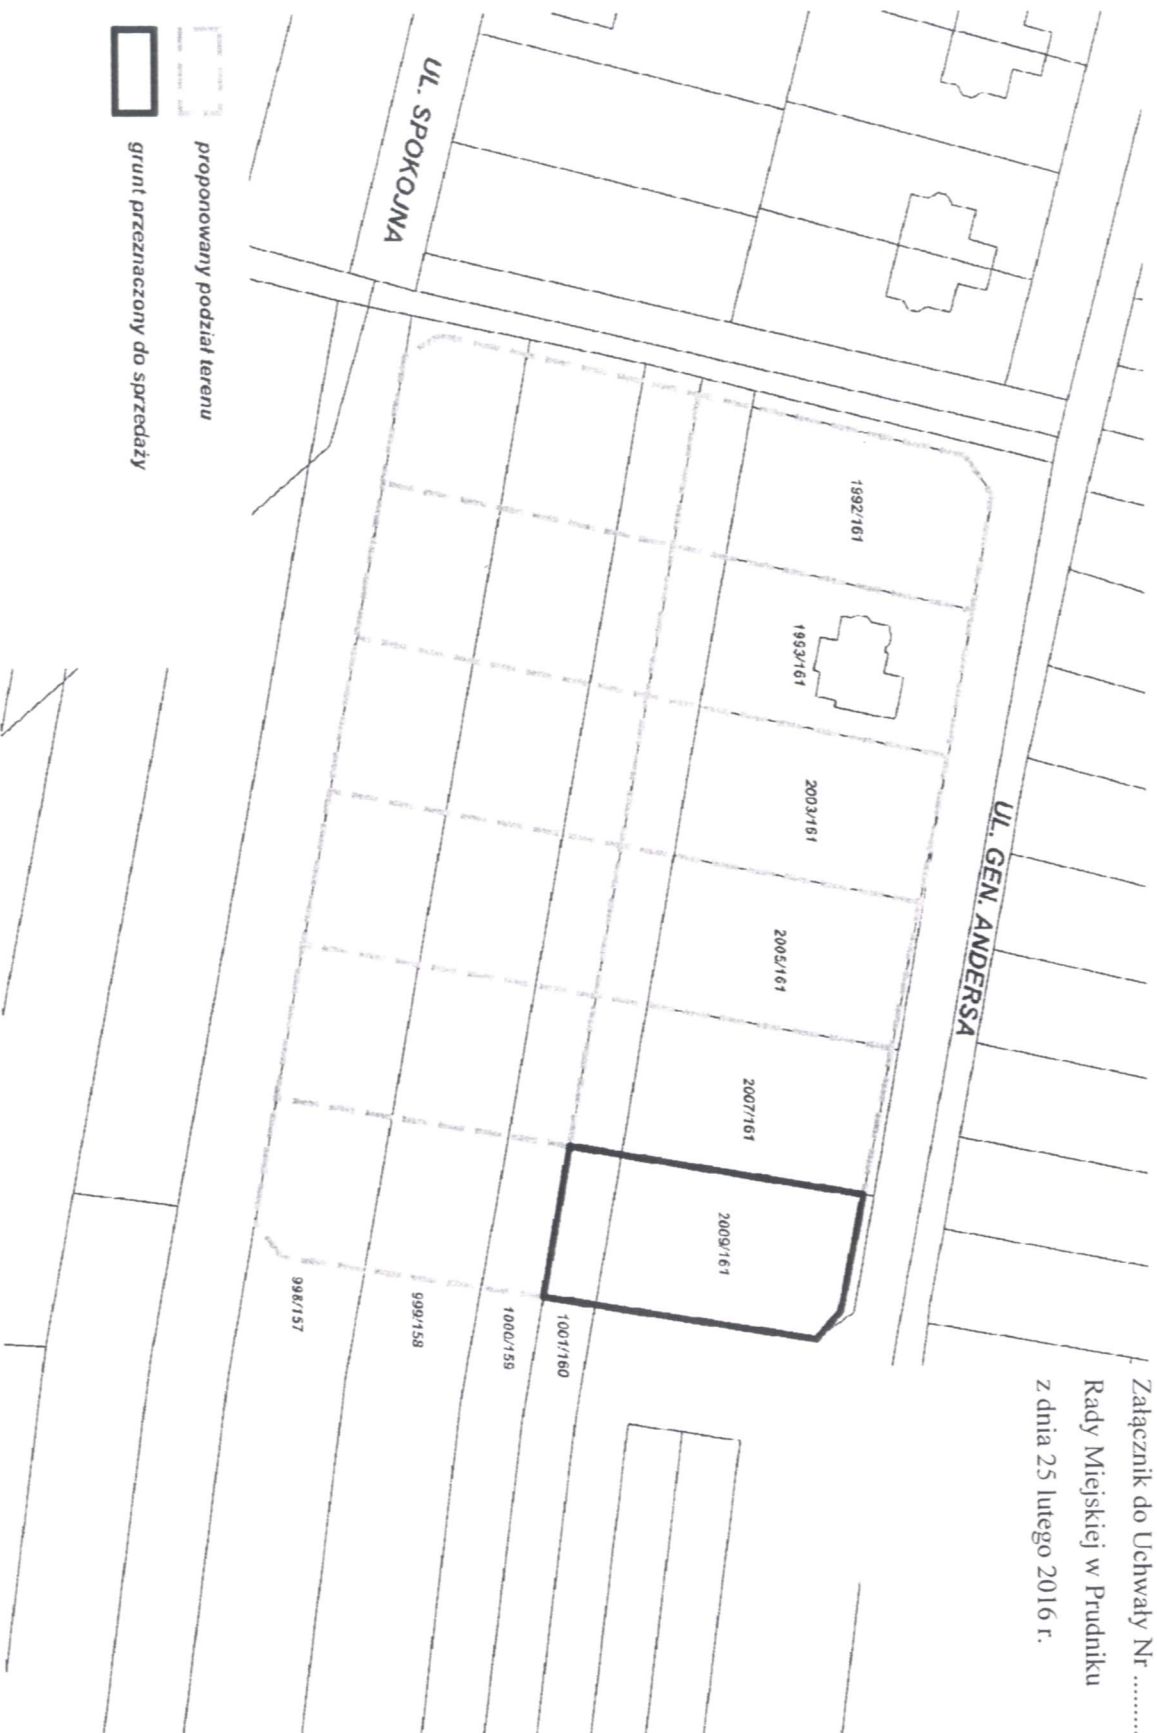 Załącznik do Uchwały Nr .........
Rady Miejskiej w Prudniku
z dnia 25 lutego 2016 r.
UL. GEN. ANDERSA
UL. SPOKOJNA
1992/161
1993/161
2003/161
2005/161
2007/161
2009/161
1001/160
1000/159
999/158
998/157
proponowany podział terenu
grunt przeznaczony do sprzedaży